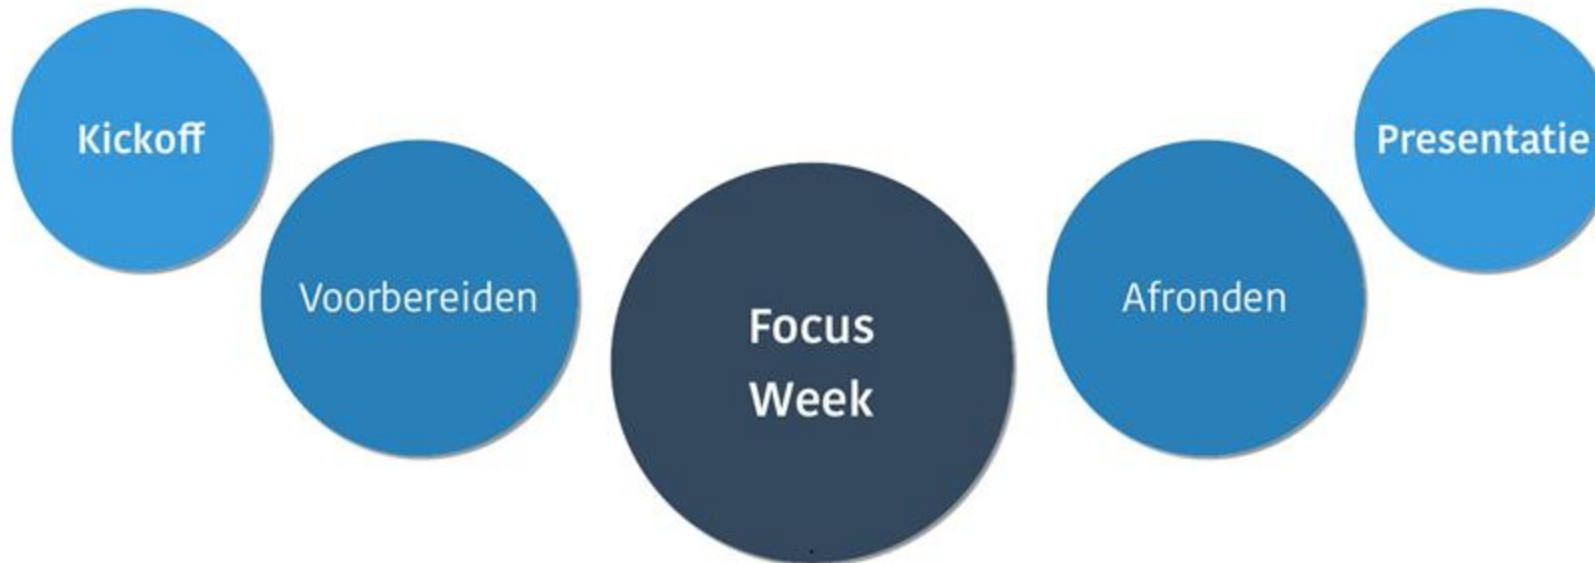 Kickoff
Voorbereiden
Focus
Week
Afronden
Presentatie